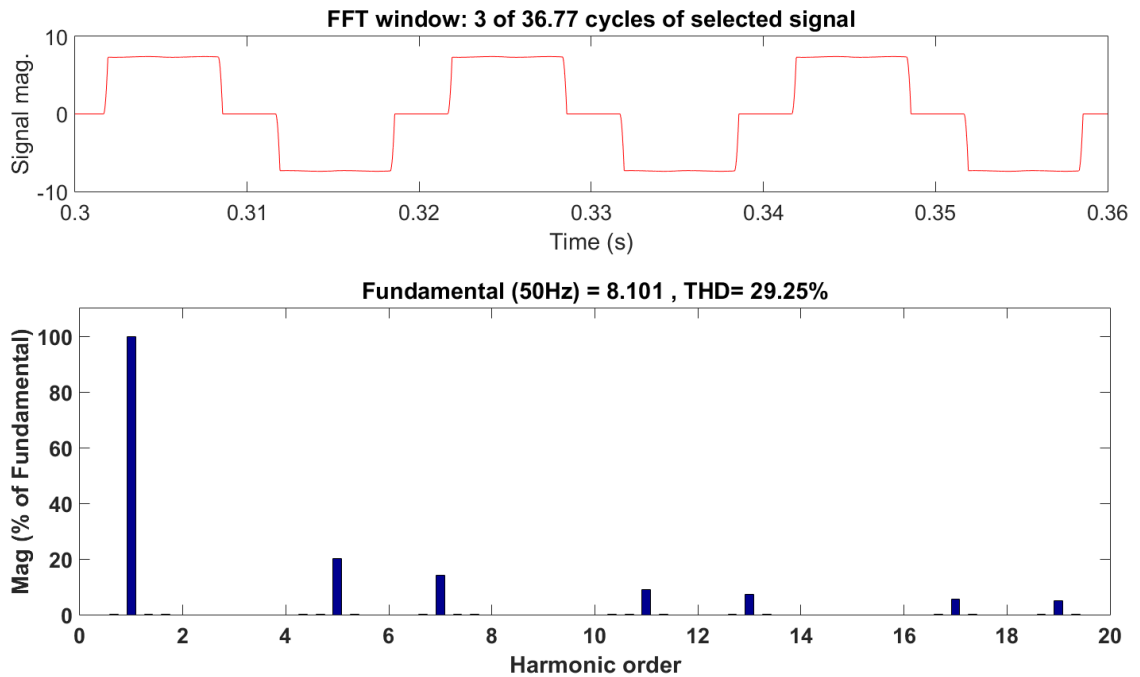 FFT window: 3 of 36.77 cycles of selected signal
Signal mag.
10
0
-10
0.3 0.31 0.32 0.33 0.34 0.35 0.36
Time (s)
Fundamental (50Hz) = 8.101 , THD= 29.25%
Mag (% of Fundamental)
100
80
60
40
20
0
0 2 4 6 8 10 12 14 16 18 20
Harmonic order